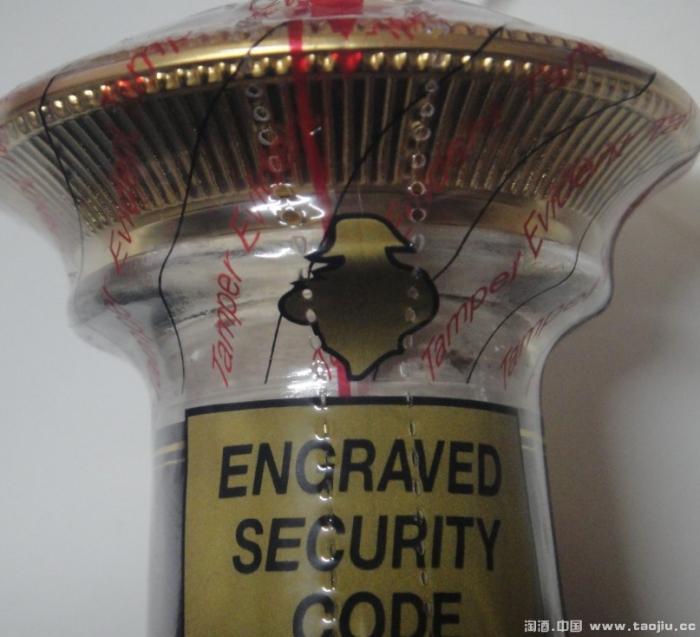 Tamper Evident
Tamper Evident
ENGRAVED
SECURITY
CODE
淘酒.中国 www.taojiu.cc